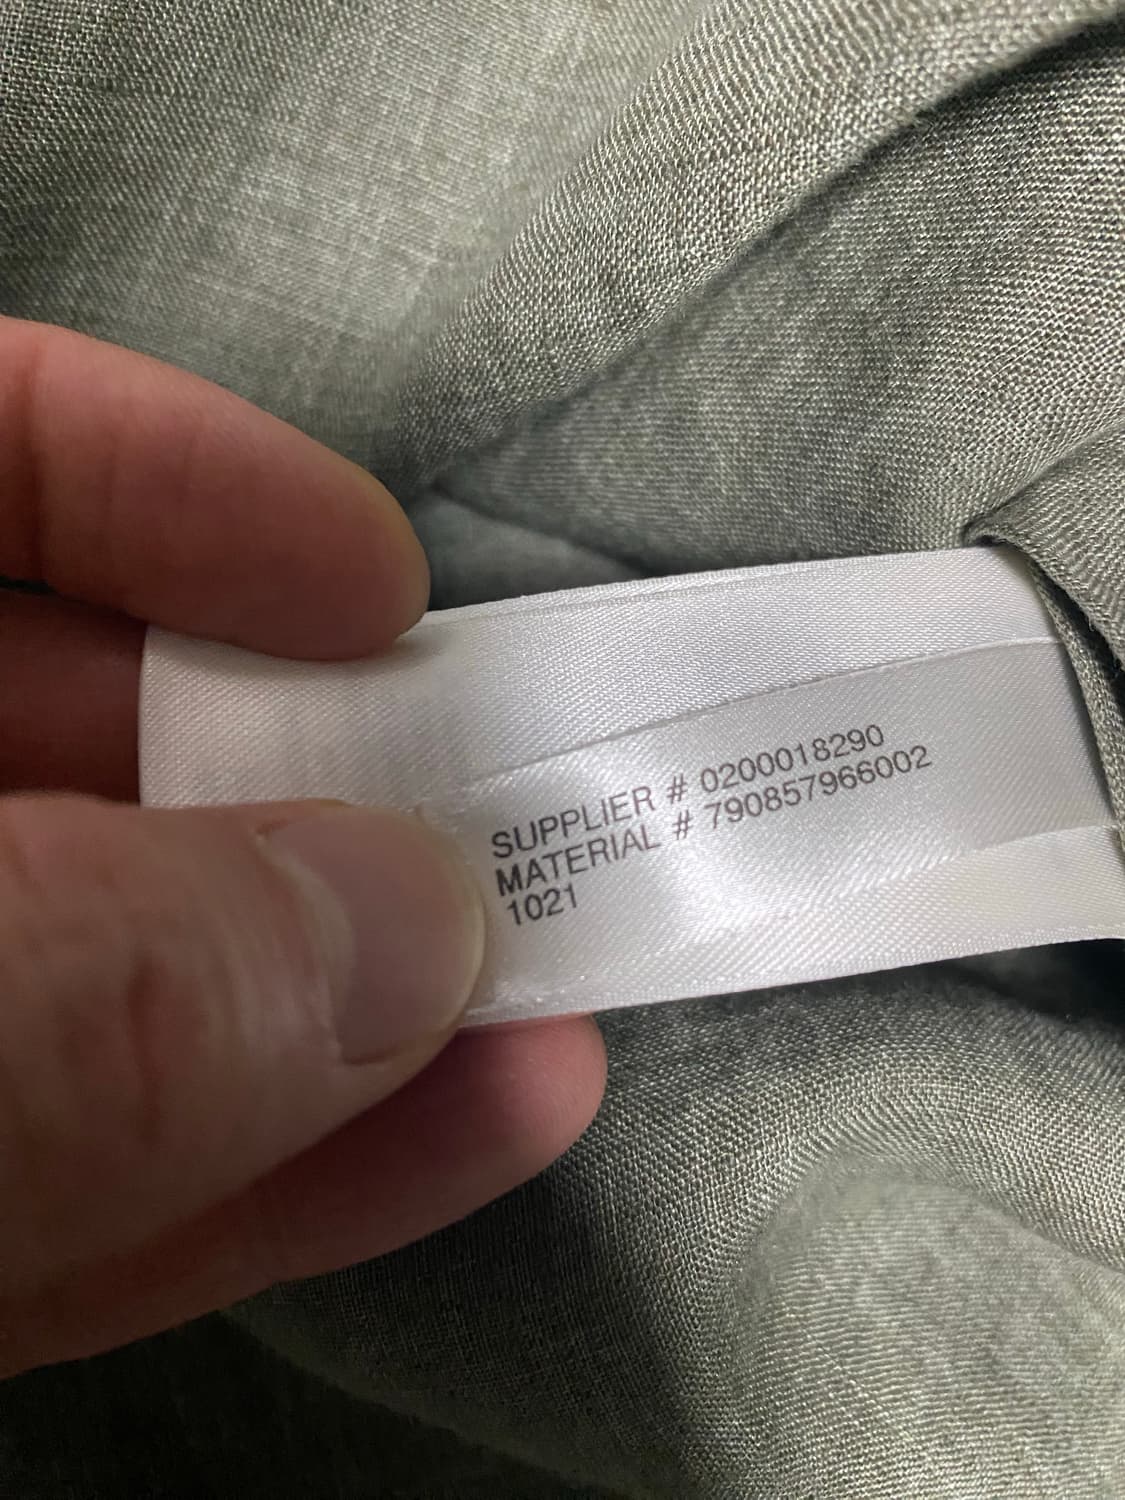 SUPPLIER # 0200018290
MATERIAL # 790857966002
1021